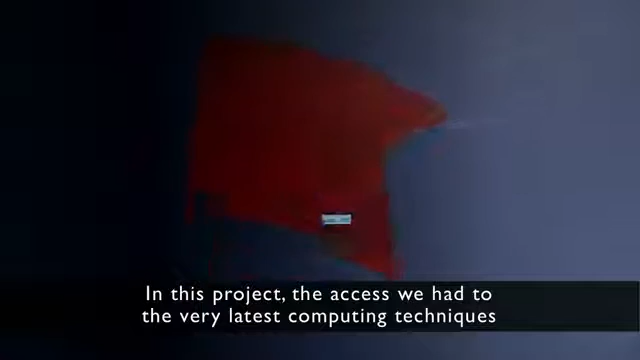 In this project, the access we had to
the very latest computing techniques